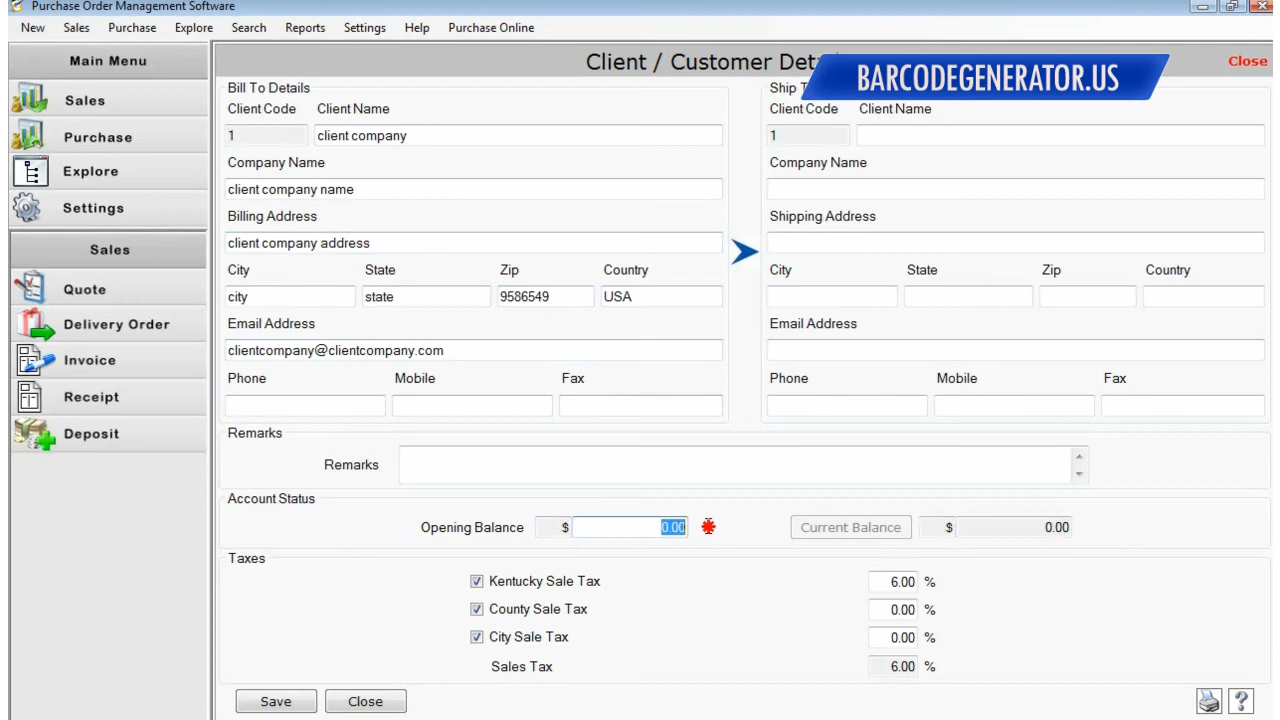 Purchase Order Management Software
New Sales Purchase Explore Search Reports Settings Help Purchase Online
Main Menu
Sales
Purchase
Explore
Settings
Sales
Quote
Delivery Order
Invoice
Receipt
Deposit
Client / Customer
Close
BARCODEGENERATOR.US
Bill To Details
Client Code Client Name
1 client company
Company Name
client company name
Billing Address
client company address
City State Zip Country
city state 9586549 USA
Email Address
clientcompany@clientcompany.com
Phone Mobile Fax
Ship
Client Code Client Name
1
Company Name
Shipping Address
City State Zip Country
Email Address
Phone Mobile Fax
Remarks
Remarks
Account Status
Opening Balance $ 0.00 Current Balance $ 0.00
Taxes
Kentucky Sale Tax 6.00 %
County Sale Tax 0.00 %
City Sale Tax 0.00 %
Sales Tax 6.00 %
Save Close ?